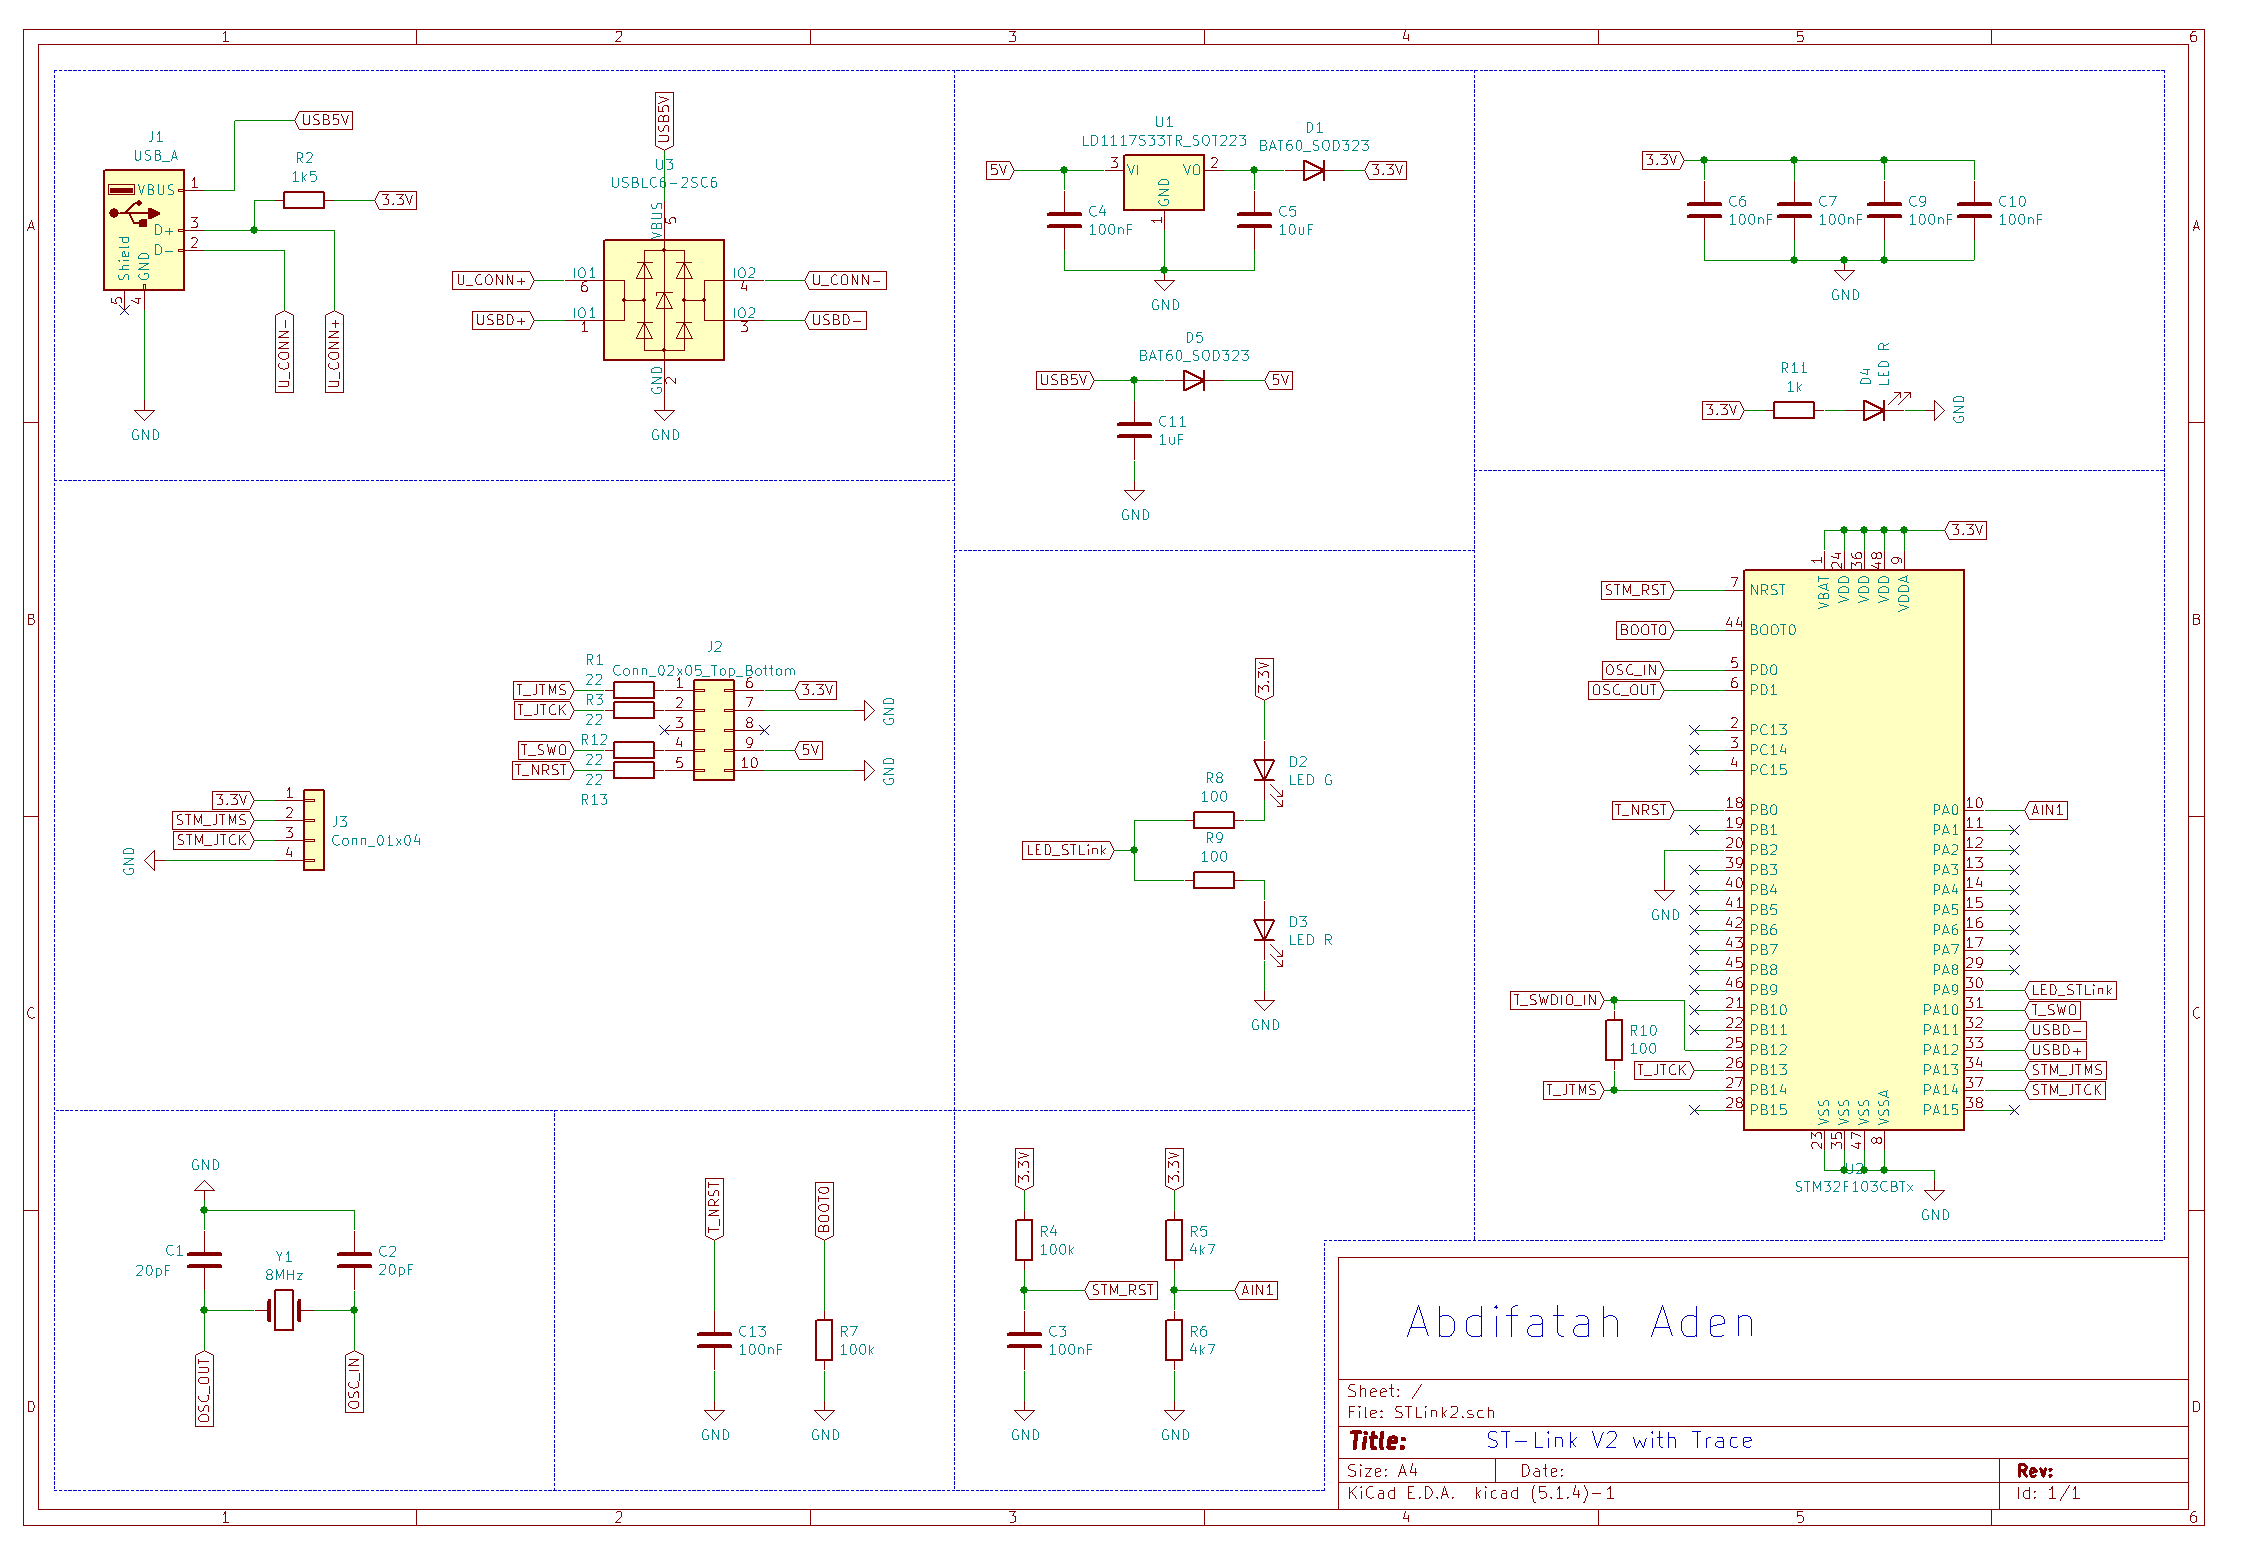 1 2 3 4 5 6
A
B
C
D
J1
USB_A
VBUS 1
D+ 3
D- 2
Shield
GND
5
4
USB5V
R2
1k5
3.3V
U_CONN-
U_CONN+
GND
USB5V
U3
USBLC6-2SC6
VBUS
5
U_CONN+ IO1 6
USBD+ IO1 1
IO2 4 U_CONN-
IO2 3 USBD-
GND
2
GND
U1
LD1117S33TR_SOT223
5V
3 VI
VO 2
GND
1
C4
100nF
C5
10uF
D1
BAT60_SOD323
3.3V
GND
D5
BAT60_SOD323
USB5V
5V
C11
1uF
GND
3.3V
C6
100nF
C7
100nF
C9
100nF
C10
100nF
GND
R11
1k
3.3V
D4
LED R
GND
J2
Conn_02x05_Top_Bottom
R1
22
T_JTMS 1
R3
22
T_JTCK 2
3
R12
22
T_SWO 4
T_NRST 5
22
R13
6 3.3V
7 GND
8
9 5V
10 GND
3.3V 1
STM_JTMS 2
STM_JTCK 3
GND 4
J3
Conn_01x04
3.3V
D2
LED G
R8
100
LED_STLink
R9
100
D3
LED R
GND
3.3V
1 VBAT
24 VDD
36 VDD
48 VDD
9 VDDA
STM_RST 7 NRST
BOOT0 44 BOOT0
OSC_IN 5 PD0
OSC_OUT 6 PD1
2 PC13
3 PC14
4 PC15
T_NRST 18 PB0
19 PB1
20 PB2
GND
39 PB3
40 PB4
41 PB5
42 PB6
43 PB7
45 PB8
46 PB9
21 PB10
22 PB11
T_SWDIO_IN
R10
100
25 PB12
T_JTCK 26 PB13
T_JTMS 27 PB14
28 PB15
PA0 10 AIN1
PA1 11
PA2 12
PA3 13
PA4 14
PA5 15
PA6 16
PA7 17
PA8 29
PA9 30 LED_STLink
PA10 31 T_SWO
PA11 32 USBD-
PA12 33 USBD+
PA13 34 STM_JTMS
PA14 37 STM_JTCK
PA15 38
VSS 23
VSS 35
VSS 47
VSSA 8
U2
STM32F103CBTx
GND
GND
C1
20pF
Y1
8MHz
C2
20pF
OSC_OUT
OSC_IN
T_NRST
C13
100nF
GND
BOOT0
R7
100k
GND
3.3V
R4
100k
STM_RST
C3
100nF
GND
3.3V
R5
4k7
AIN1
R6
4k7
GND
Abdifatah Aden
Sheet: /
File: STLink2.sch
Title: ST-Link V2 with Trace
Size: A4 Date: Rev:
KiCad E.D.A. kicad (5.1.4)-1 Id: 1/1
A
B
C
D
1 2 3 4 5 6